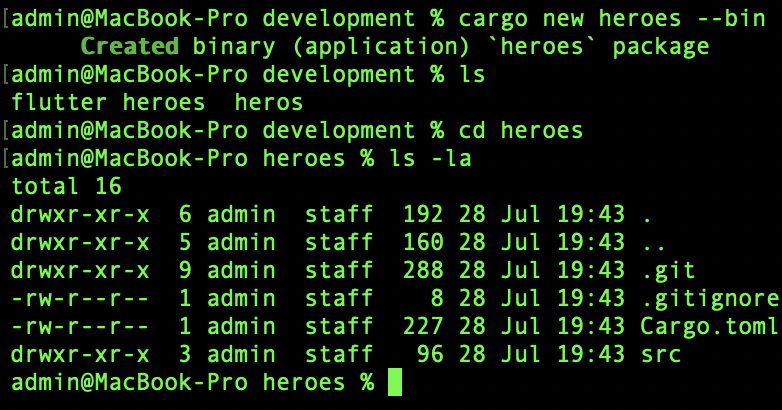 [admin@MacBook-Pro development % cargo new heroes --bin
     Created binary (application) `heroes` package
[admin@MacBook-Pro development % ls
flutter heroes  heros
[admin@MacBook-Pro development % cd heroes
[admin@MacBook-Pro heroes % ls -la
total 16
drwxr-xr-x  6 admin  staff  192 28 Jul 19:43 .
drwxr-xr-x  5 admin  staff  160 28 Jul 19:43 ..
drwxr-xr-x  9 admin  staff  288 28 Jul 19:43 .git
-rw-r--r--  1 admin  staff    8 28 Jul 19:43 .gitignore
-rw-r--r--  1 admin  staff  227 28 Jul 19:43 Cargo.toml
drwxr-xr-x  3 admin  staff   96 28 Jul 19:43 src
admin@MacBook-Pro heroes %